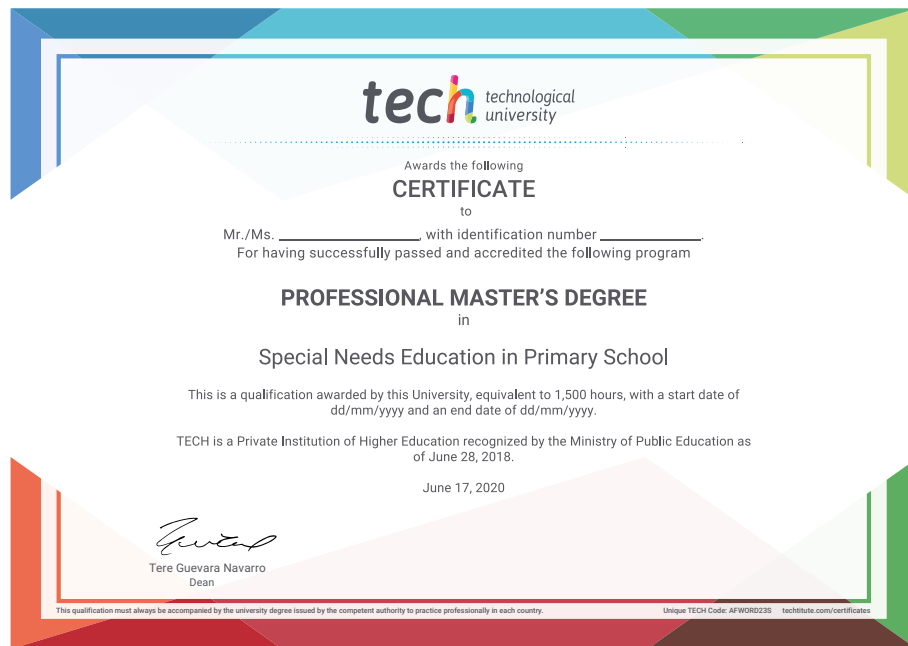 tech technological
university
Awards the following
CERTIFICATE
to
Mr./Ms. ____________, with identification number ____________.
For having successfully passed and accredited the following program
PROFESSIONAL MASTER'S DEGREE
in
Special Needs Education in Primary School
This is a qualification awarded by this University, equivalent to 1,500 hours, with a start date of
dd/mm/yyyy and an end date of dd/mm/yyyy.
TECH is a Private Institution of Higher Education recognized by the Ministry of Public Education as
of June 28, 2018.
June 17, 2020
Tere Guevara Navarro
Dean
This qualification must always be accompanied by the university degree issued by the competent authority to practice professionally in each country. Unique TECH Code: AFWORD23S techtitute.com/certificates